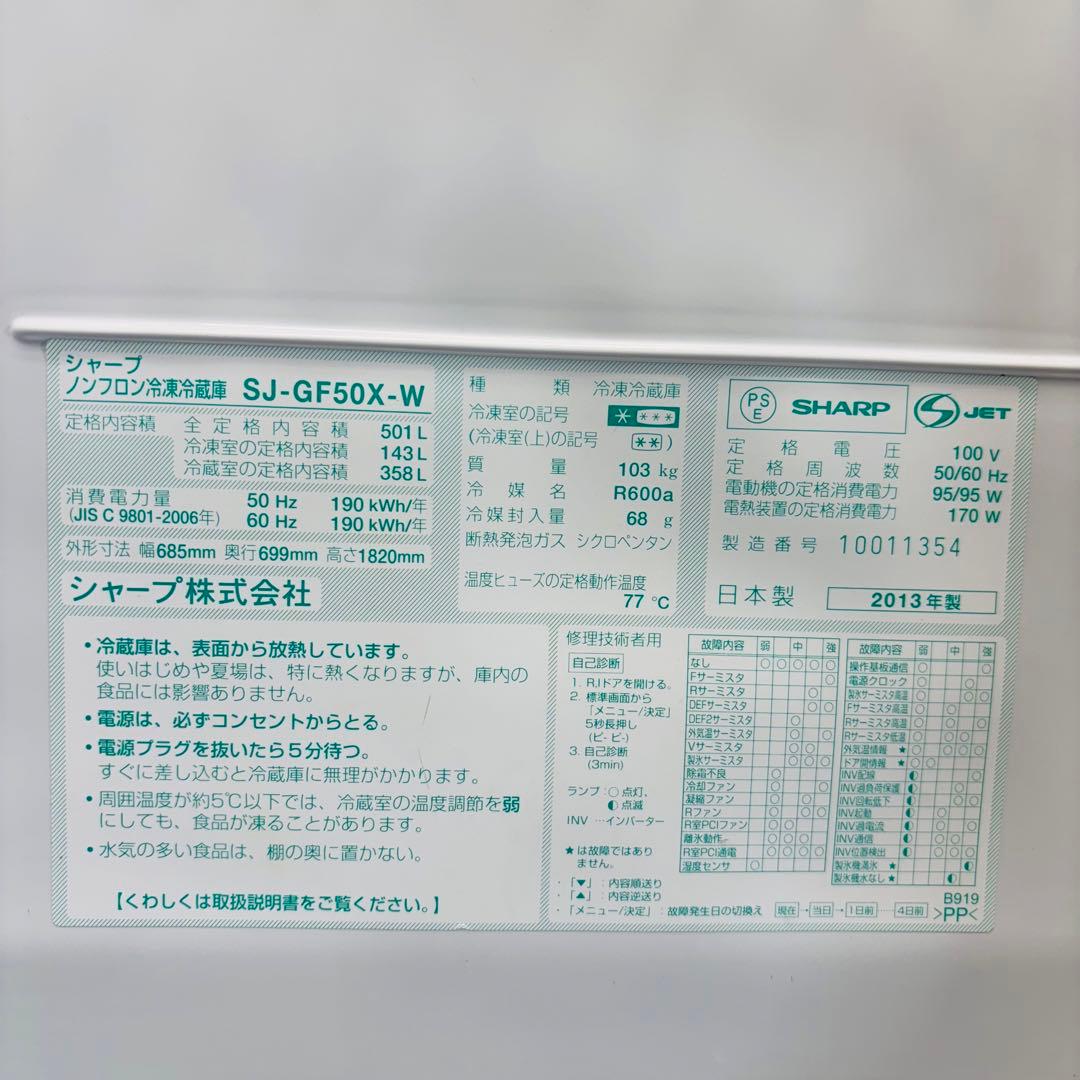 シャープ
ノンフロン冷凍冷蔵庫 SJ-GF50X-W
定格内容積 全定格内容積 501 L
冷凍室の定格内容積 143 L
冷蔵室の定格内容積 358 L
消費電力量 50 Hz 190 kWh/年
(JIS C 9801-2006年) 60 Hz 190 kWh/年
外形寸法 幅685mm 奥行699mm 高さ1820mm
シャープ株式会社
種類 冷凍冷蔵庫
冷凍室の記号 ＊***
(冷凍室(上)の記号 ** )
質量 103 kg
冷媒名 R600a
冷媒封入量 68 g
断熱発泡ガス シクロペンタン
温度ヒューズの定格動作温度
77 ℃
PS
E
SHARP
JET
定格電圧 100 V
定格周波数 50/60 Hz
電動機の定格消費電力 95/95 W
電熱装置の定格消費電力 170 W
製造番号 10011354
日本製 2013年製
・冷蔵庫は、表面から放熱しています。
使いはじめや夏場は、特に熱くなりますが、庫内の
食品には影響ありません。
・電源は、必ずコンセントからとる。
・電源プラグを抜いたら5分待つ。
すぐに差し込むと冷蔵庫に無理がかかります。
・周囲温度が約5℃以下では、冷蔵室の温度調節を弱
にしても、食品が凍ることがあります。
・水気の多い食品は、棚の奥に置かない。
【くわしくは取扱説明書をご覧ください。】
修理技術者用
自己診断
1. R,Iドアを開ける。
2. 標準画面から
「メニュー/決定」
5秒長押し
(ピ- ピ-)
3. 自己診断
(3min)
ランプ:○点灯、
◐点滅
INV …インバーター
★は故障ではあり
ません。
・「▼」:内容順送り
・「▲」:内容逆送り
・「メニュー/決定」:故障発生日の切換え 現在→当日→1日前‥‥4日前
故障内容 弱 中 強
なし ○ ○ ○ ○ ○
Fサーミスタ
Rサーミスタ
DEFサーミスタ
DEF2サーミスタ
外気温サーミスタ
Vサーミスタ
製氷サーミスタ
除霜不良
冷却ファン
凝縮ファン
Rファン
R室PCIファン
離氷動作
R室PCI通電
湿度センサ
故障内容 弱 中 強
操作基板通信
電源クロック
製氷サーミスタ高温
Fサーミスタ高温
Rサーミスタ高温
Rサーミスタ低温
外気温情報 ★
ドア開情報 ★
INV配線
INV過負荷保護
INV回転低下
INV起動
INV過電流
INV通信
INV位置検出
製氷機満氷 ★
製氷機水なし ★
B919
>PP<